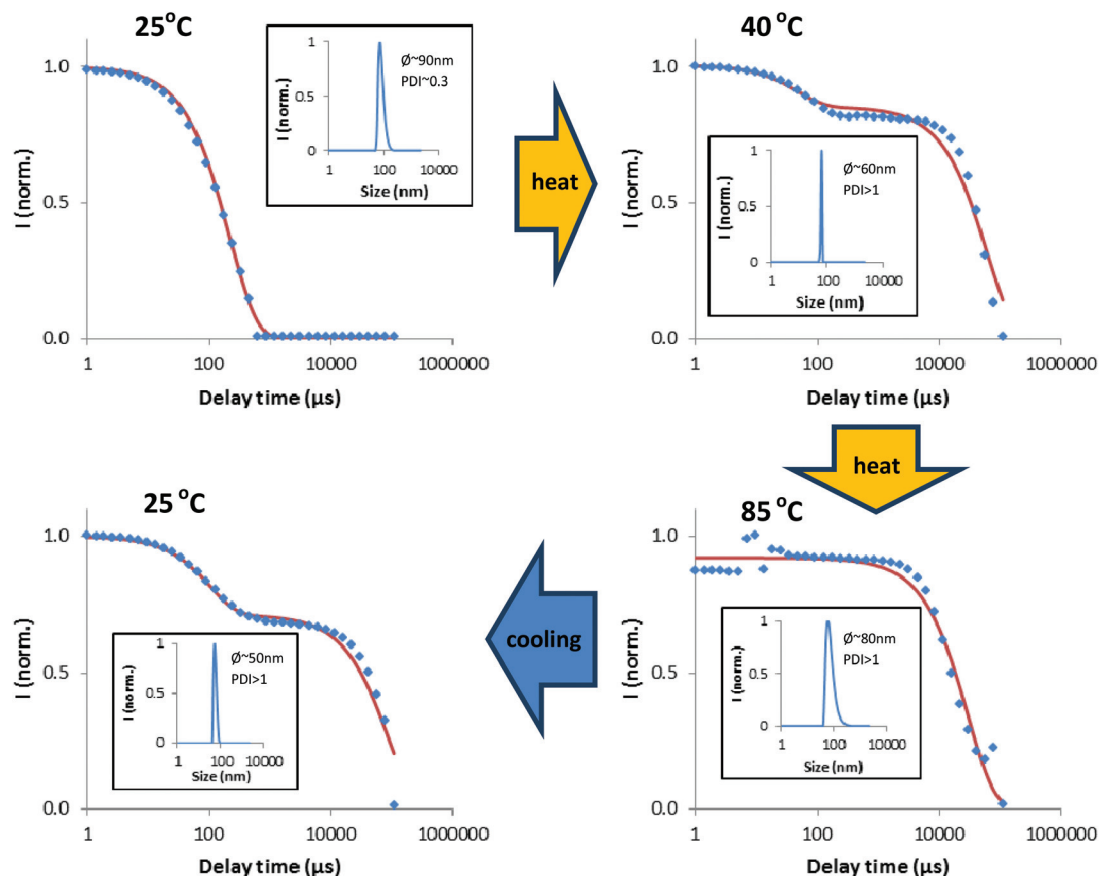 25°C
I (norm.)
1.0
0.5
0.0
1
100
10000
1000000
Delay time (µs)
I (norm.)
1
0.5
0
1
100
10000
Size (nm)
Ø~90nm
PDI~0.3
heat
40 °C
I (norm.)
1.0
0.5
0.0
1
100
10000
1000000
Delay time (µs)
I (norm.)
1
0.5
0
1
100
10000
Size (nm)
Ø~60nm
PDI>1
heat
25 °C
I (norm.)
1.0
0.5
0.0
1
100
10000
1000000
Delay time (µs)
I (norm.)
1
0.5
0
1
100
10000
Size (nm)
Ø~50nm
PDI>1
cooling
85 °C
I (norm.)
1.0
0.5
0.0
1
100
10000
1000000
Delay time (µs)
I (norm.)
1
0.5
0
1
100
10000
Size (nm)
Ø~80nm
PDI>1